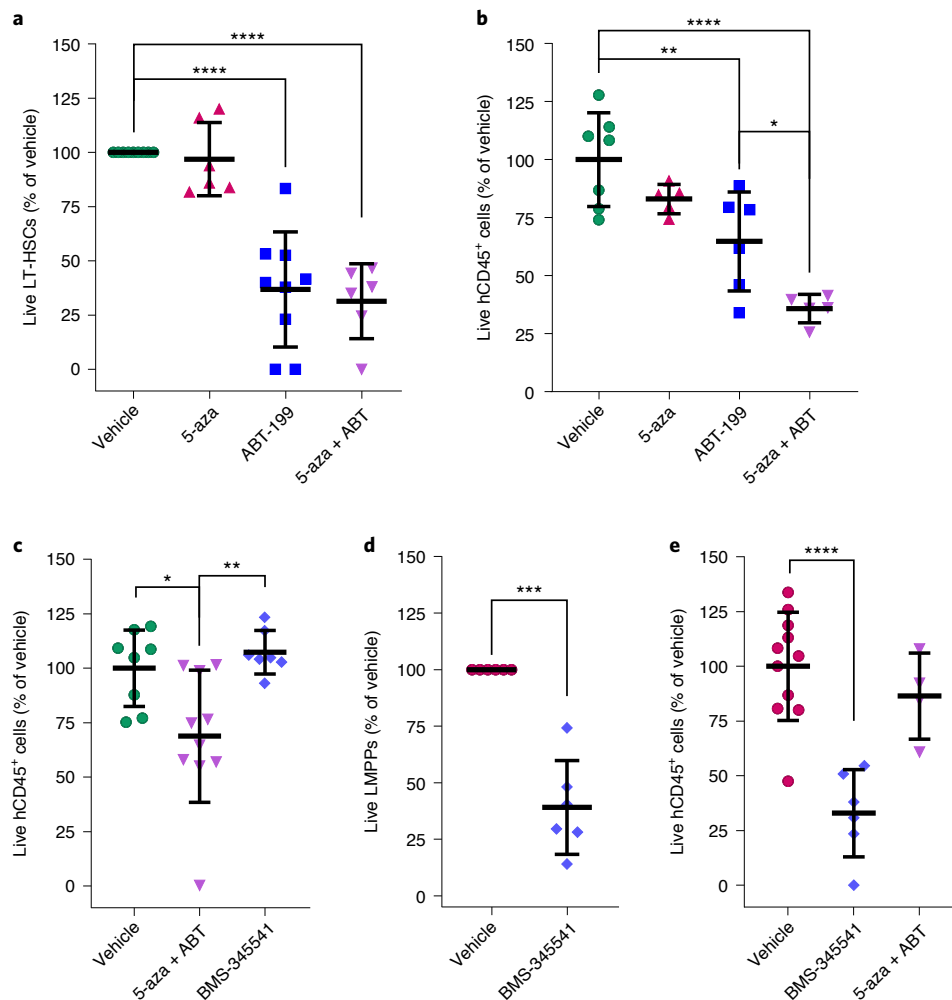 a
****
****
150
125
100
75
50
25
0
Live LT-HSCs (% of vehicle)
Vehicle
5-aza
ABT-199
5-aza + ABT
b
****
**
*
150
125
100
75
50
25
0
Live hCD45⁺ cells (% of vehicle)
Vehicle
5-aza
ABT-199
5-aza + ABT
c
*
**
150
125
100
75
50
25
0
Live hCD45⁺ cells (% of vehicle)
Vehicle
5-aza + ABT
BMS-345541
d
***
150
125
100
75
50
25
0
Live LMPPs (% of vehicle)
Vehicle
BMS-345541
e
****
150
125
100
75
50
25
0
Live hCD45⁺ cells (% of vehicle)
Vehicle
BMS-345541
5-aza + ABT